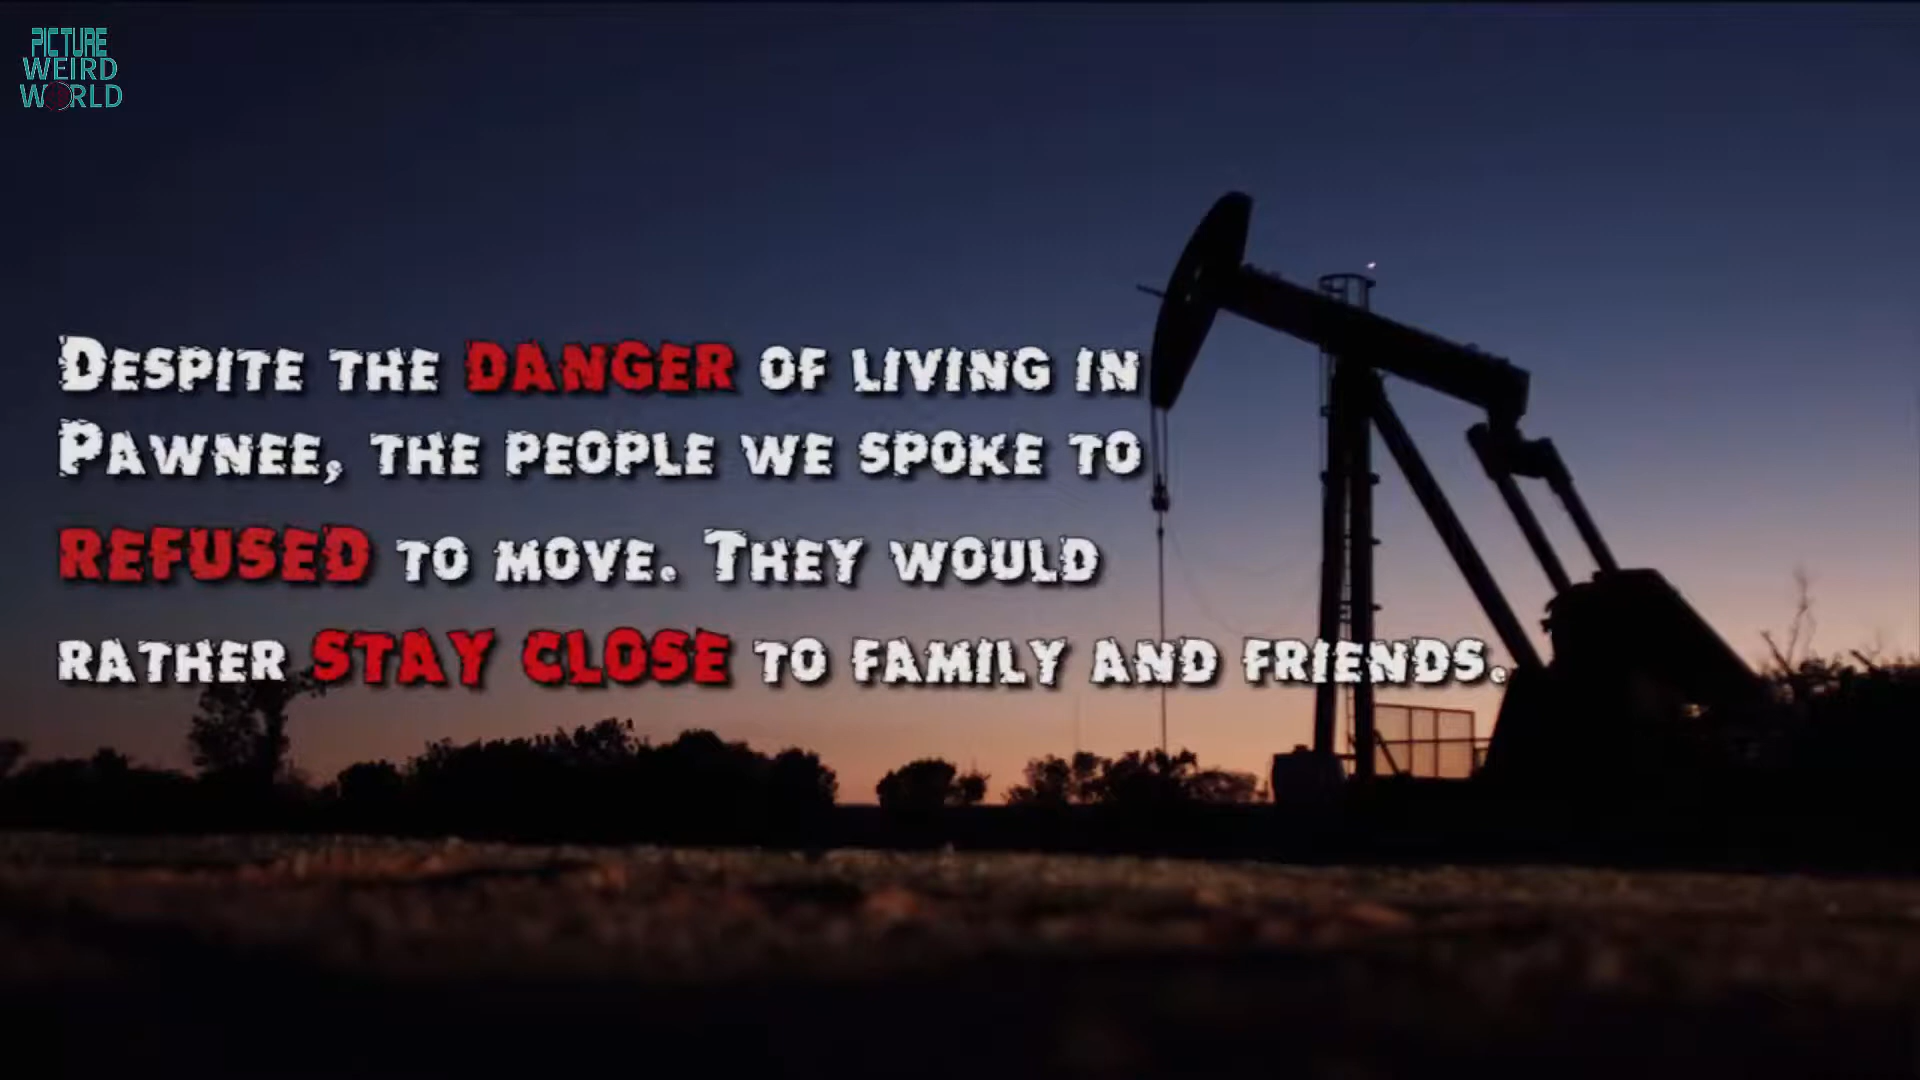 PICTURE
WEIRD
WORLD
DESPITE THE DANGER OF LIVING IN
PAWNEE, THE PEOPLE WE SPOKE TO
REFUSED TO MOVE. THEY WOULD
RATHER STAY CLOSE TO FAMILY AND FRIENDS.